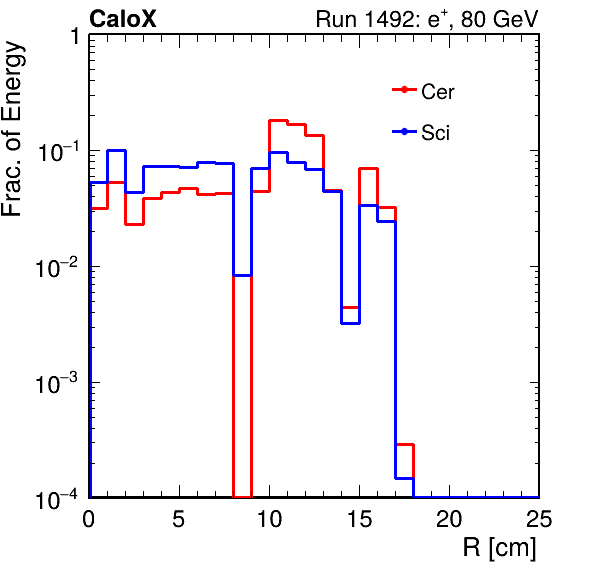 CaloX Run 1492: e⁺, 80 GeV
Frac. of Energy
1
10⁻¹
10⁻²
10⁻³
10⁻⁴
Cer
Sci
0 5 10 15 20 25
R [cm]